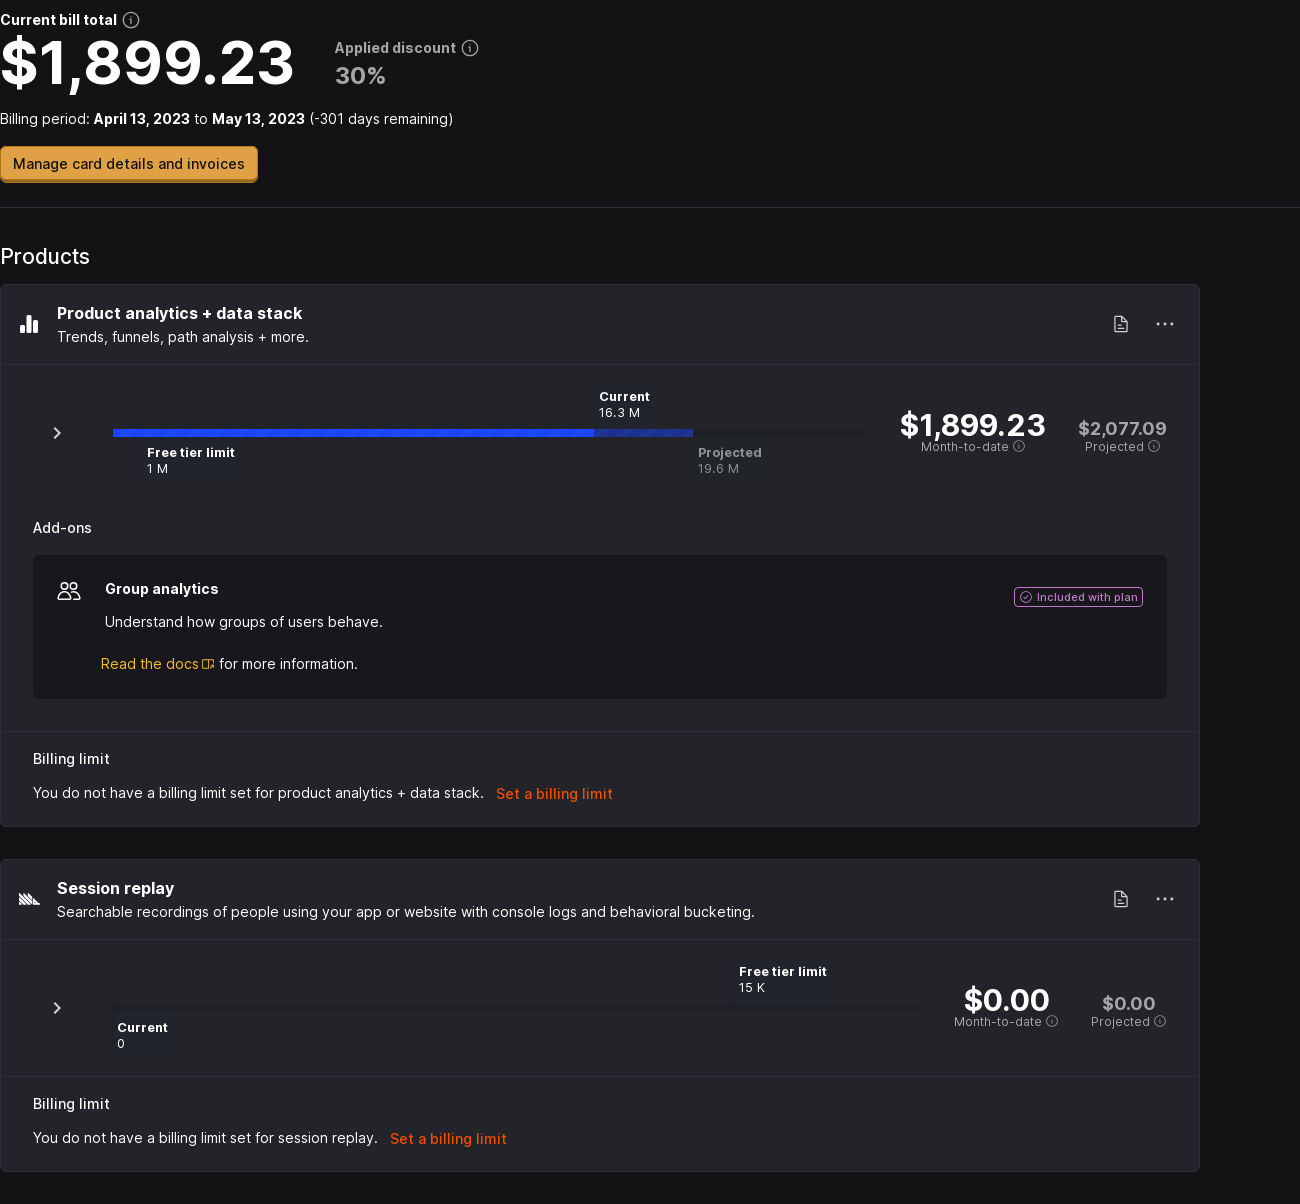 Current bill total
$1,899.23
Applied discount
30%
Billing period: April 13, 2023 to May 13, 2023 (-301 days remaining)
Manage card details and invoices
Products
Product analytics + data stack
Trends, funnels, path analysis + more.
Current
16.3 M
Free tier limit
1 M
Projected
19.6 M
$1,899.23
Month-to-date
$2,077.09
Projected
Add-ons
Group analytics
Included with plan
Understand how groups of users behave.
Read the docs for more information.
Billing limit
You do not have a billing limit set for product analytics + data stack. Set a billing limit
Session replay
Searchable recordings of people using your app or website with console logs and behavioral bucketing.
Free tier limit
15 K
Current
0
$0.00
Month-to-date
$0.00
Projected
Billing limit
You do not have a billing limit set for session replay. Set a billing limit